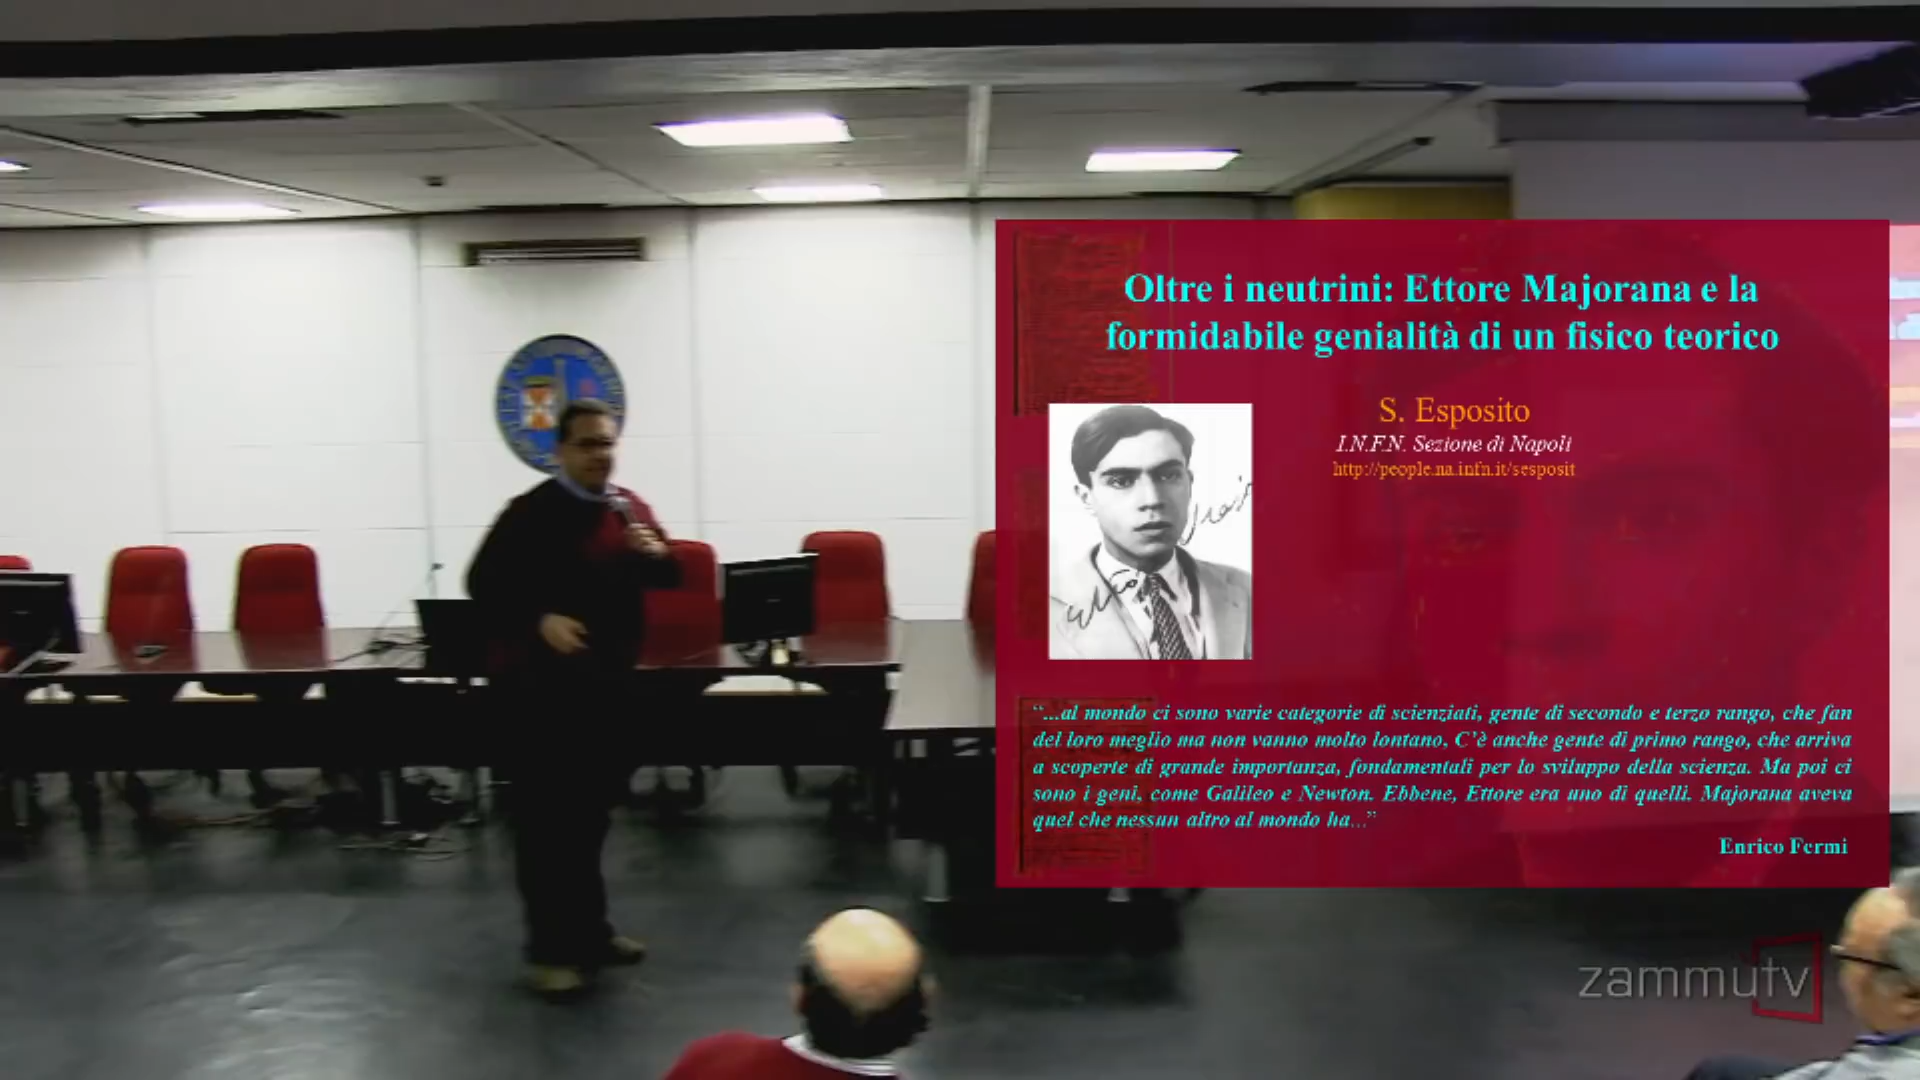 Oltre i neutrini: Ettore Majorana e la
formidabile genialità di un fisico teorico
S. Esposito
I.N.F.N. Sezione di Napoli
http://people.na.infn.it/sesposit
“...al mondo ci sono varie categorie di scienziati, gente di secondo e terzo rango, che fan
del loro meglio ma non vanno molto lontano. C'è anche gente di primo rango, che arriva
a scoperte di grande importanza, fondamentali per lo sviluppo della scienza. Ma poi ci
sono i geni, come Galileo e Newton. Ebbene, Ettore era uno di quelli. Majorana aveva
quel che nessun altro al mondo ha...”
Enrico Fermi
zammùtv